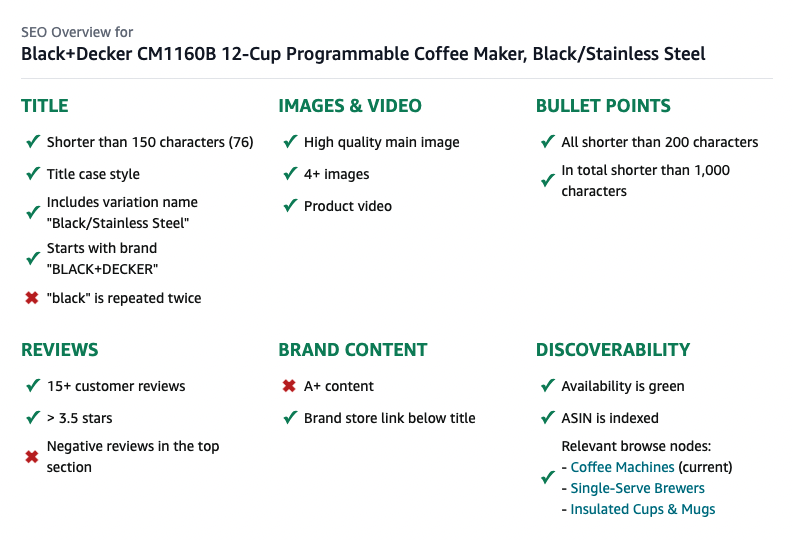 SEO Overview for
Black+Decker CM1160B 12-Cup Programmable Coffee Maker, Black/Stainless Steel
TITLE
Shorter than 150 characters (76)
Title case style
Includes variation name
"Black/Stainless Steel"
Starts with brand
"BLACK+DECKER"
"black" is repeated twice
IMAGES & VIDEO
High quality main image
4+ images
Product video
BULLET POINTS
All shorter than 200 characters
In total shorter than 1,000
characters
REVIEWS
15+ customer reviews
> 3.5 stars
Negative reviews in the top
section
BRAND CONTENT
A+ content
Brand store link below title
DISCOVERABILITY
Availability is green
ASIN is indexed
Relevant browse nodes:
- Coffee Machines (current)
- Single-Serve Brewers
- Insulated Cups & Mugs